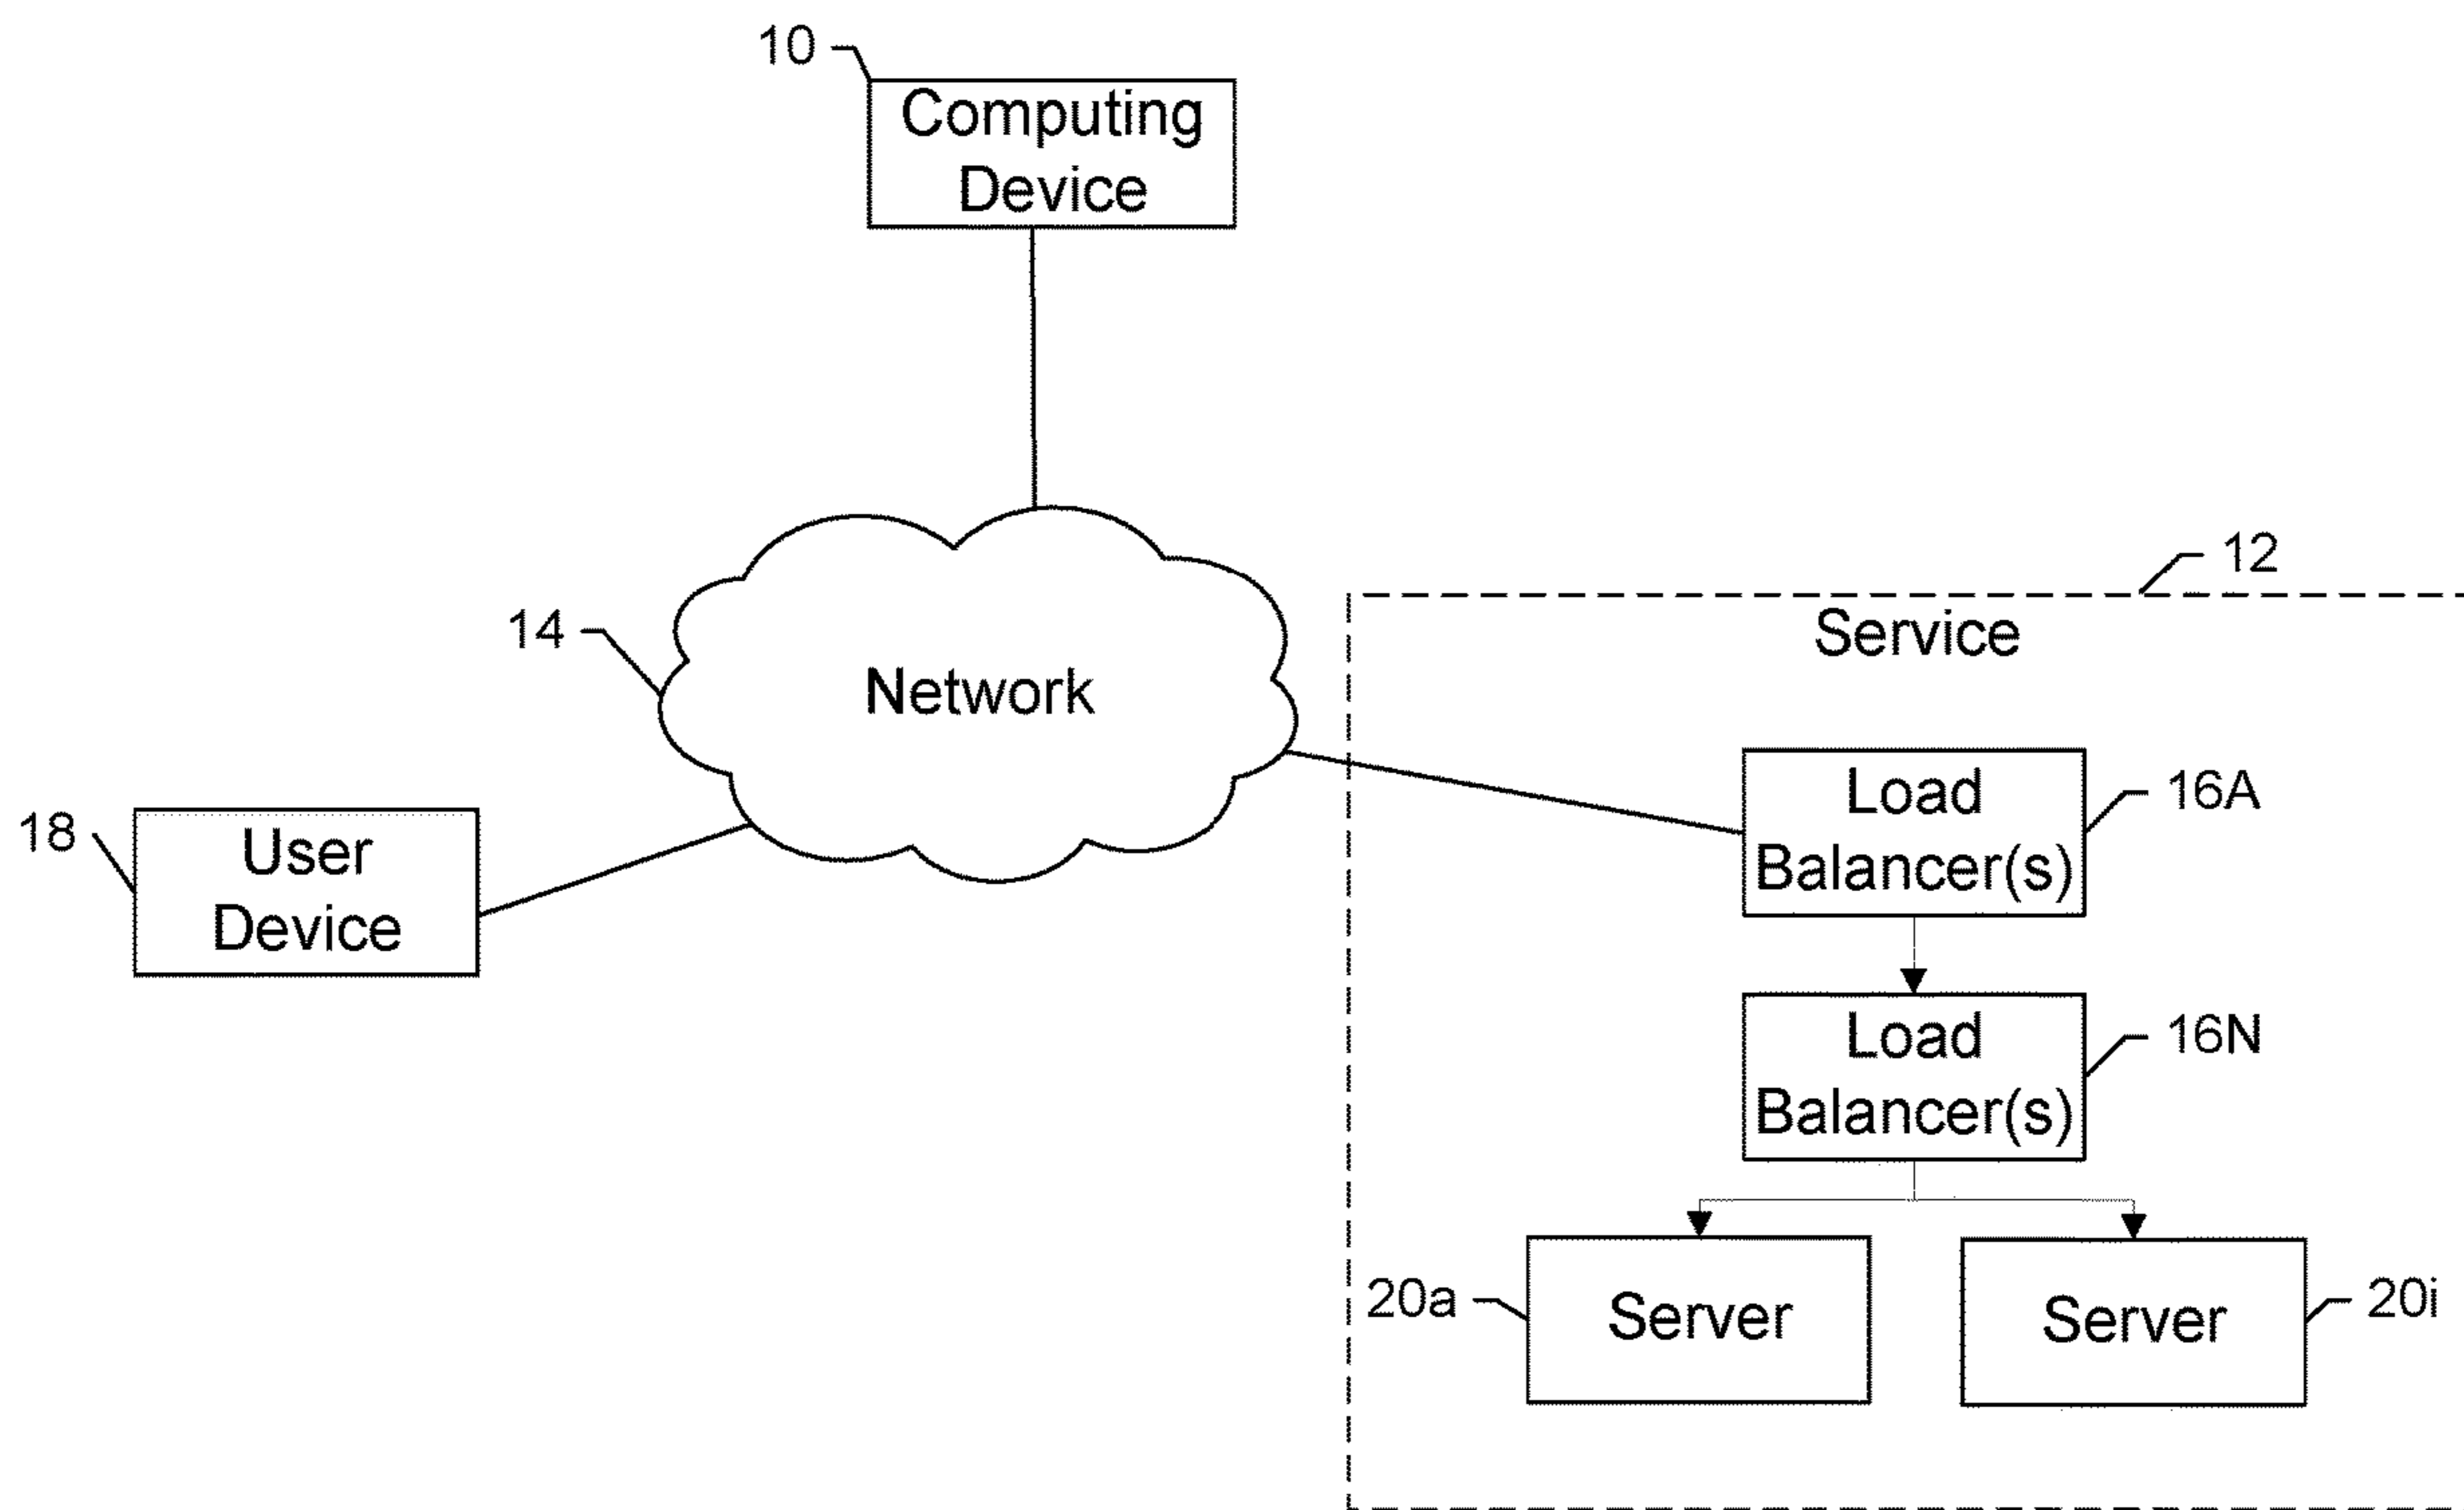 10
Computing
Device
12
Service
14
Network
Load
Balancer(s)
16A
18
User
Device
Load
Balancer(s)
16N
20a
Server
Server
20i